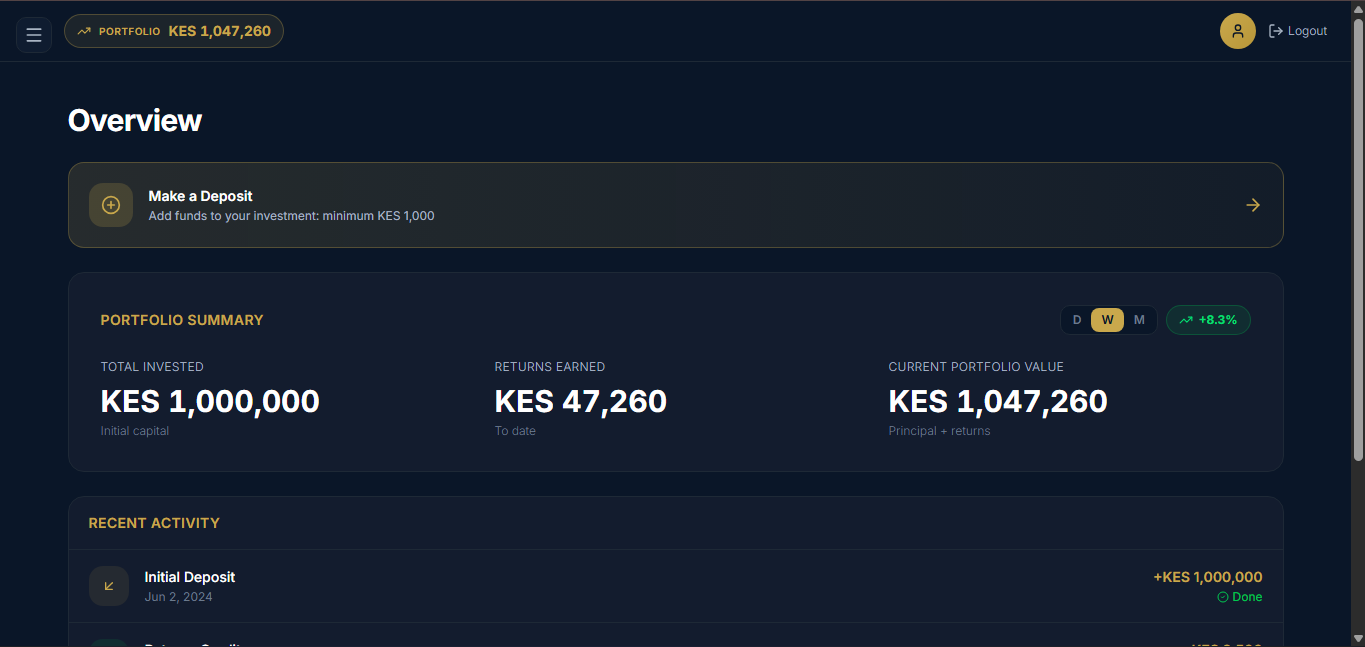 PORTFOLIO KES 1,047,260
Logout
Overview
Make a Deposit
Add funds to your investment: minimum KES 1,000
PORTFOLIO SUMMARY
D W M
+8.3%
TOTAL INVESTED
KES 1,000,000
Initial capital
RETURNS EARNED
KES 47,260
To date
CURRENT PORTFOLIO VALUE
KES 1,047,260
Principal + returns
RECENT ACTIVITY
Initial Deposit
Jun 2, 2024
+KES 1,000,000
Done